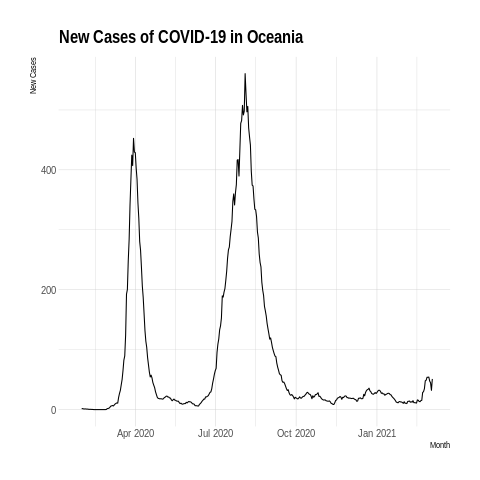 New Cases of COVID-19 in Oceania
New Cases
400
200
0
Apr 2020
Jul 2020
Oct 2020
Jan 2021
Month